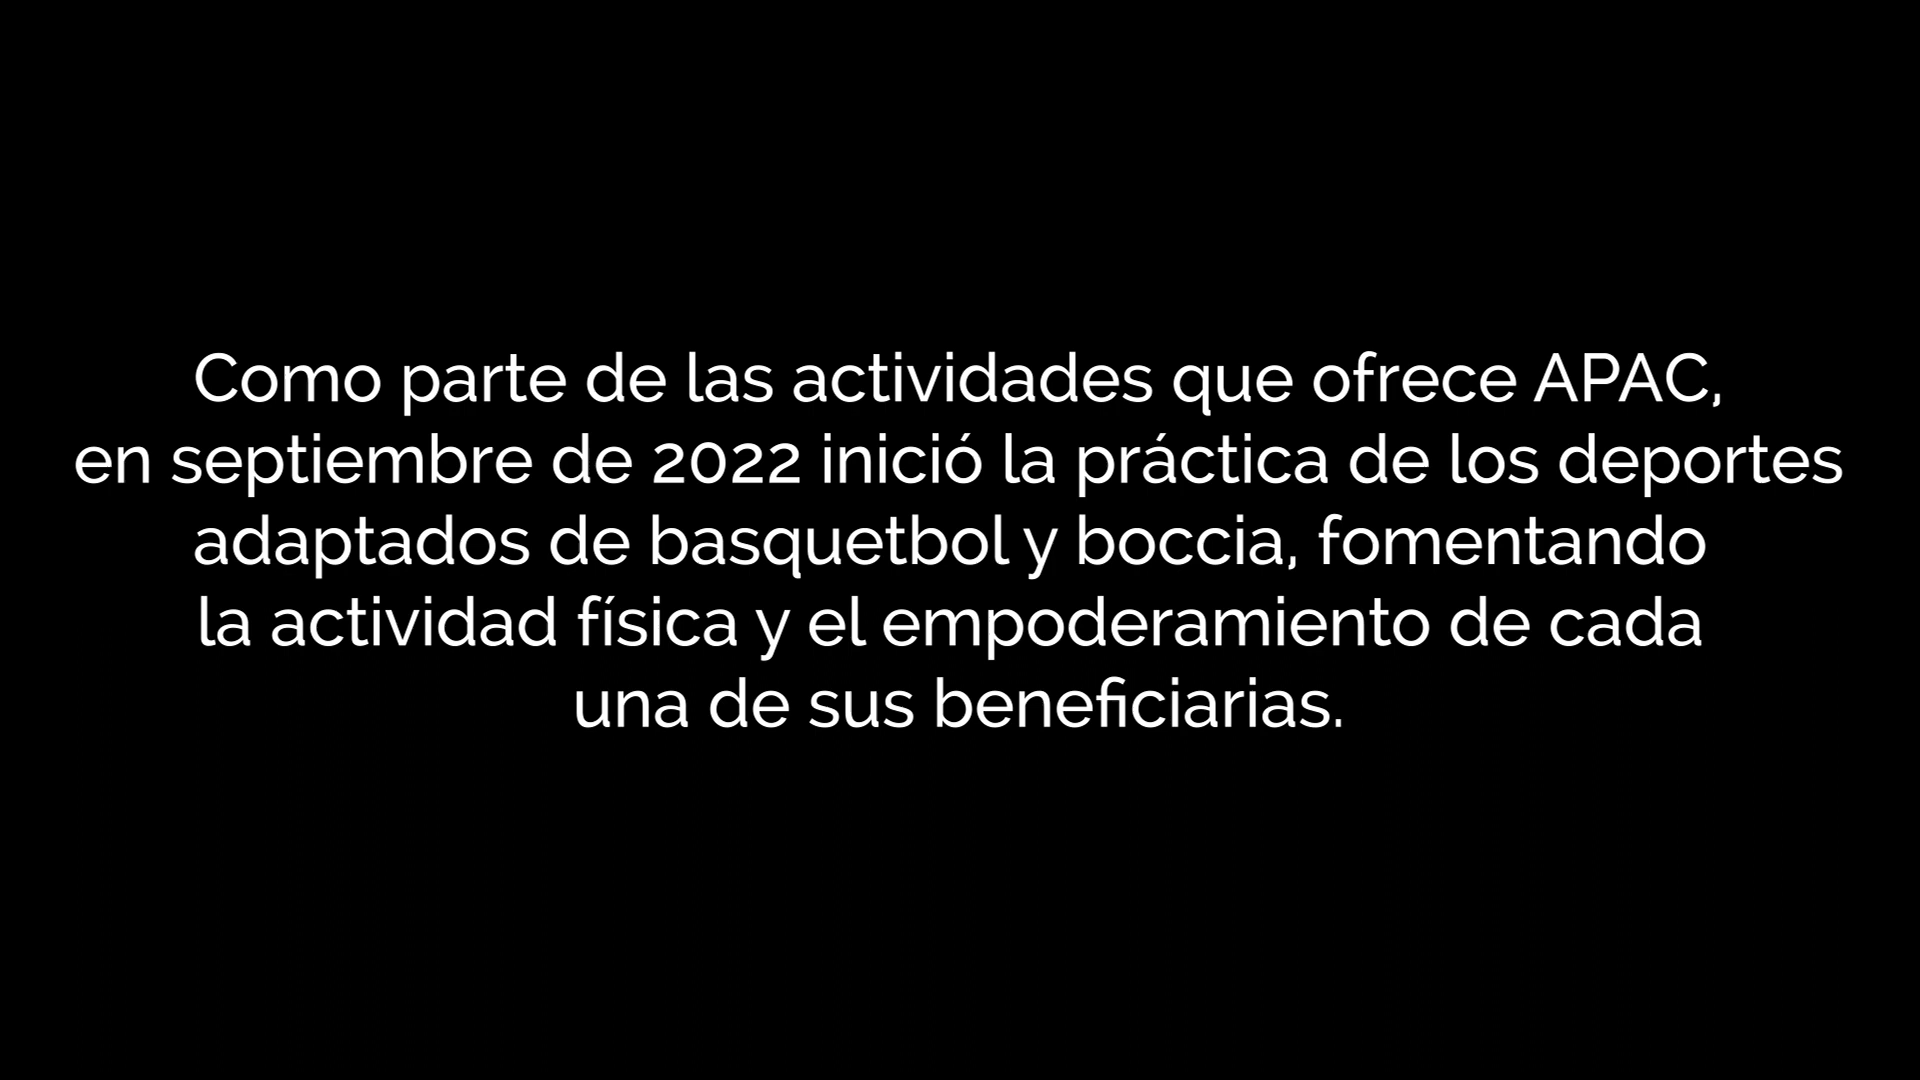 Como parte de las actividades que ofrece APAC,
en septiembre de 2022 inició la práctica de los deportes
adaptados de basquetbol y boccia, fomentando
la actividad física y el empoderamiento de cada
una de sus beneficiarias.